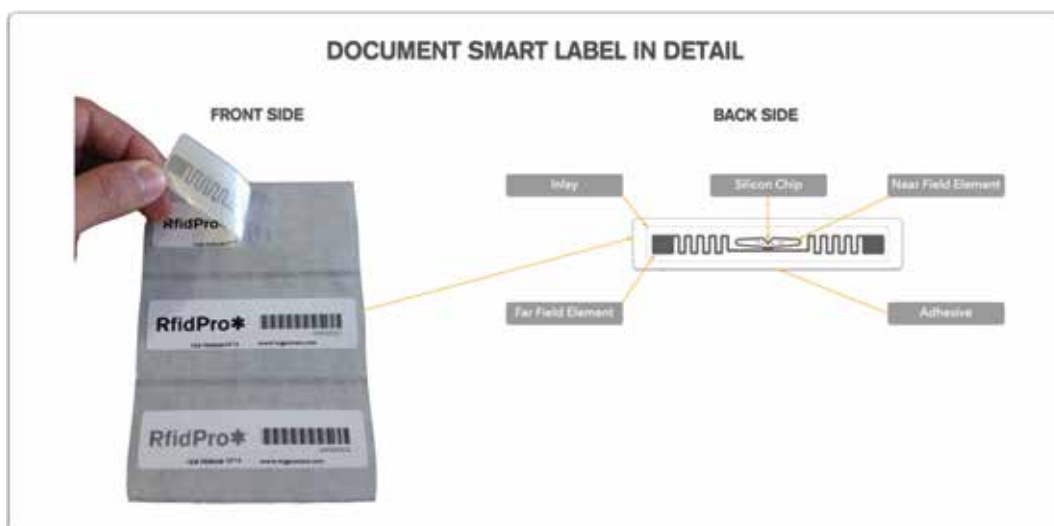 DOCUMENT SMART LABEL IN DETAIL
FRONT SIDE
BACK SIDE
Inlay
Silicon Chip
Near Field Element
RfidPro
RfidPro*
Far Field Element
Adhesive
RfidPro*